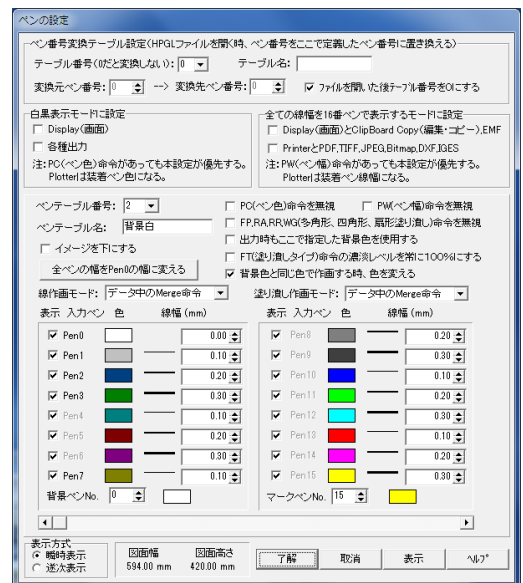 ペンの設定
ペン番号変換テーブル設定(HPGLファイルを開く時、ペン番号をここで定義したペン番号に置き換える)
テーブル番号(0だと変換しない): 0 テーブル名:
変換元ペン番号: 0 --> 変換先ペン番号: 0 ファイルを開いた後テーブル番号を0にする
白黒表示モードに設定
Display(画面)
各種出力
注:PC(ペン色)命令があっても本設定が優先する。
Plotterは装着ペン色になる。
全ての線幅を16番ペンで表示するモードに設定
Display(画面)とClipBoard Copy(編集・コピー),EMF
PrinterとPDF,TIFF,JPEG,Bitmap,DXF,IGES
注:PW(ペン幅)命令があっても本設定が優先する。
Plotterは装着ペン線幅になる。
ペンテーブル番号: 2
ペンテーブル名: 背景白
イメージを下にする
全ペンの幅をPen0の幅に変える
PC(ペン色)命令を無視 PW(ペン幅)命令を無視
FP,RA,RR,WG(多角形、四角形、扇形塗り潰し)命令を無視
出力時もここで指定した背景色を使用する
FT(塗り潰しタイプ)命令の濃淡レベルを常に100%にする
背景色と同じ色で作画する時、色を変える
線作画モード: データ中のMerge命令 塗り潰し作画モード: データ中のMerge命令
表示 入力ペン 色 線幅(mm)
Pen0 0.00
Pen1 0.10
Pen2 0.20
Pen3 0.30
Pen4 0.10
Pen5 0.20
Pen6 0.30
Pen7 0.10
背景ペンNo. 0
表示 入力ペン 色 線幅(mm)
Pen8 0.20
Pen9 0.30
Pen10 0.10
Pen11 0.20
Pen12 0.30
Pen13 0.10
Pen14 0.20
Pen15 0.30
マークペンNo. 15
表示方式
瞬時表示
逐次表示
図面幅 図面高さ
594.00 mm 420.00 mm
了解 取消 表示 ヘルプ